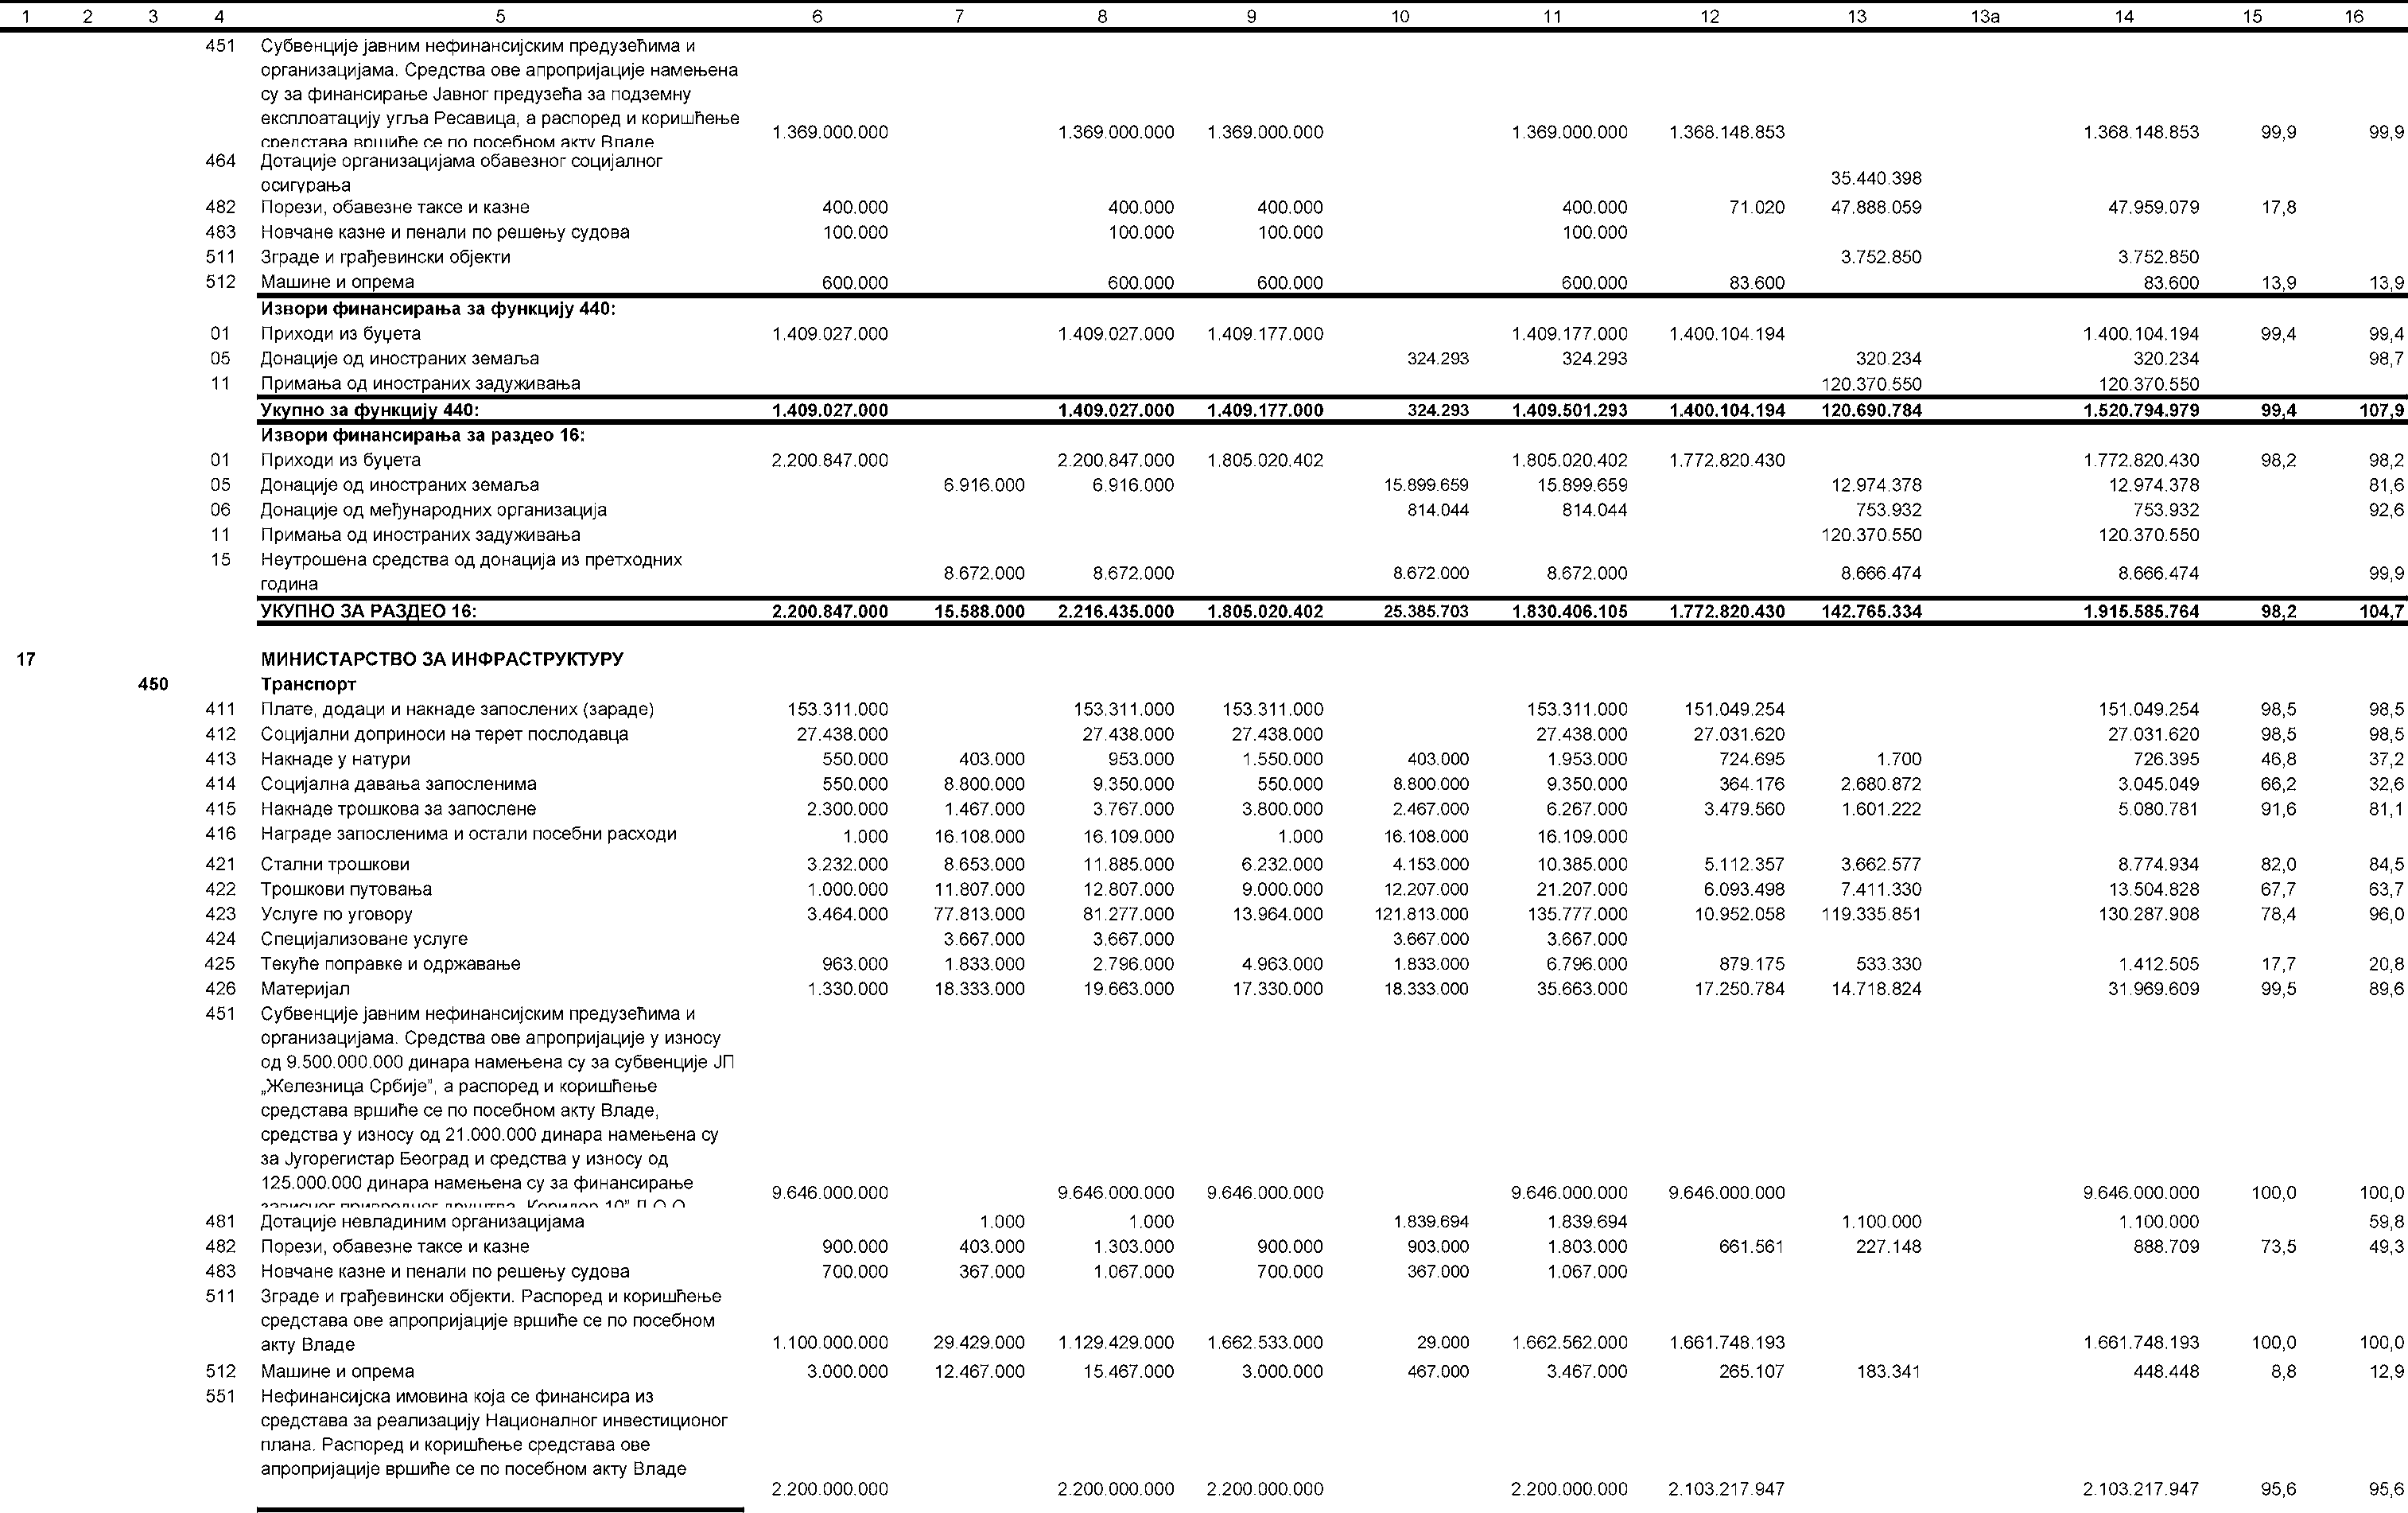 1 2 3 4 5 6 7 8 9 10 11 12 13 13a 14 15 16
451 Субвенције јавним нефинансијским предузећима и
организацијама. Средства ове апропријације намењена
су за финансирање Јавног предузећа за подземну
експлоатацију угља Ресавица, а распоред и коришћење
средстава вршиће се по посебном акту Владе 1.369.000.000 1.369.000.000 1.369.000.000 1.369.000.000 1.368.148.853 1.368.148.853 99,9 99,9
464 Дотације организацијама обавезног социјалног
осигурања 35.440.398
482 Порези, обавезне таксе и казне 400.000 400.000 400.000 400.000 71.020 47.888.059 47.959.079 17,8
483 Новчане казне и пенали по решењу судова 100.000 100.000 100.000 100.000
511 Зграде и грађевински објекти 3.752.850 3.752.850
512 Машине и опрема 600.000 600.000 600.000 600.000 83.600 83.600 13,9 13,9
Извори финансирања за функцију 440:
01 Приходи из буџета 1.409.027.000 1.409.027.000 1.409.177.000 1.409.177.000 1.400.104.194 1.400.104.194 99,4 99,4
05 Донације од иностраних земаља 324.293 324.293 320.234 320.234 98,7
11 Примања од иностраних задуживања 120.370.550 120.370.550
Укупно за функцију 440: 1.409.027.000 1.409.027.000 1.409.177.000 324.293 1.409.501.293 1.400.104.194 120.690.784 1.520.794.979 99,4 107,9
Извори финансирања за раздео 16:
01 Приходи из буџета 2.200.847.000 2.200.847.000 1.805.020.402 1.805.020.402 1.772.820.430 1.772.820.430 98,2 98,2
05 Донације од иностраних земаља 6.916.000 6.916.000 15.899.659 15.899.659 12.974.378 12.974.378 81,6
06 Донације од међународних организација 814.044 814.044 753.932 753.932 92,6
11 Примања од иностраних задуживања 120.370.550 120.370.550
15 Неутрошена средства од донација из претходних
година 8.672.000 8.672.000 8.672.000 8.672.000 8.666.474 8.666.474 99,9
УКУПНО ЗА РАЗДЕО 16: 2.200.847.000 15.588.000 2.216.435.000 1.805.020.402 25.385.703 1.830.406.105 1.772.820.430 142.765.334 1.915.585.764 98,2 104,7
17 МИНИСТАРСТВО ЗА ИНФРАСТРУКТУРУ
450 Транспорт
411 Плате, додаци и накнаде запослених (зараде) 153.311.000 153.311.000 153.311.000 153.311.000 151.049.254 151.049.254 98,5 98,5
412 Социјални доприноси на терет послодавца 27.438.000 27.438.000 27.438.000 27.438.000 27.031.620 27.031.620 98,5 98,5
413 Накнаде у натури 550.000 403.000 953.000 1.550.000 403.000 1.953.000 724.695 1.700 726.395 46,8 37,2
414 Социјална давања запосленима 550.000 8.800.000 9.350.000 550.000 8.800.000 9.350.000 364.176 2.680.872 3.045.049 66,2 32,6
415 Накнаде трошкова за запослене 2.300.000 1.467.000 3.767.000 3.800.000 2.467.000 6.267.000 3.479.560 1.601.222 5.080.781 91,6 81,1
416 Награде запосленима и остали посебни расходи 1.000 16.108.000 16.109.000 1.000 16.108.000 16.109.000
421 Стални трошкови 3.232.000 8.653.000 11.885.000 6.232.000 4.153.000 10.385.000 5.112.357 3.662.577 8.774.934 82,0 84,5
422 Трошкови путовања 1.000.000 11.807.000 12.807.000 9.000.000 12.207.000 21.207.000 6.093.498 7.411.330 13.504.828 67,7 63,7
423 Услуге по уговору 3.464.000 77.813.000 81.277.000 13.964.000 121.813.000 135.777.000 10.952.058 119.335.851 130.287.908 78,4 96,0
424 Специјализоване услуге 3.667.000 3.667.000 3.667.000 3.667.000
425 Текуће поправке и одржавање 963.000 1.833.000 2.796.000 4.963.000 1.833.000 6.796.000 879.175 533.330 1.412.505 17,7 20,8
426 Материјал 1.330.000 18.333.000 19.663.000 17.330.000 18.333.000 35.663.000 17.250.784 14.718.824 31.969.609 99,5 89,6
451 Субвенције јавним нефинансијским предузећима и
организацијама. Средства ове апропријације у износу
од 9.500.000.000 динара намењена су за субвенције ЈП
„Железница Србије”, а распоред и коришћење
средстава вршиће се по посебном акту Владе,
средства у износу од 21.000.000 динара намењена су
за Југорегистар Београд и средства у износу од
125.000.000 динара намењена су за финансирање
зависног привредног друштва „Коридор 10” Д.О.О. 9.646.000.000 9.646.000.000 9.646.000.000 9.646.000.000 9.646.000.000 9.646.000.000 100,0 100,0
481 Дотације невладиним организацијама 1.000 1.000 1.839.694 1.839.694 1.100.000 1.100.000 59,8
482 Порези, обавезне таксе и казне 900.000 403.000 1.303.000 900.000 903.000 1.803.000 661.561 227.148 888.709 73,5 49,3
483 Новчане казне и пенали по решењу судова 700.000 367.000 1.067.000 700.000 367.000 1.067.000
511 Зграде и грађевински објекти. Распоред и коришћење
средстава ове апропријације вршиће се по посебном
акту Владе 1.100.000.000 29.429.000 1.129.429.000 1.662.533.000 29.000 1.662.562.000 1.661.748.193 1.661.748.193 100,0 100,0
512 Машине и опрема 3.000.000 12.467.000 15.467.000 3.000.000 467.000 3.467.000 265.107 183.341 448.448 8,8 12,9
551 Нефинансијска имовина која се финансира из
средстава за реализацију Националног инвестиционог
плана. Распоред и коришћење средстава ове
апропријације вршиће се по посебном акту Владе
2.200.000.000 2.200.000.000 2.200.000.000 2.200.000.000 2.103.217.947 2.103.217.947 95,6 95,6